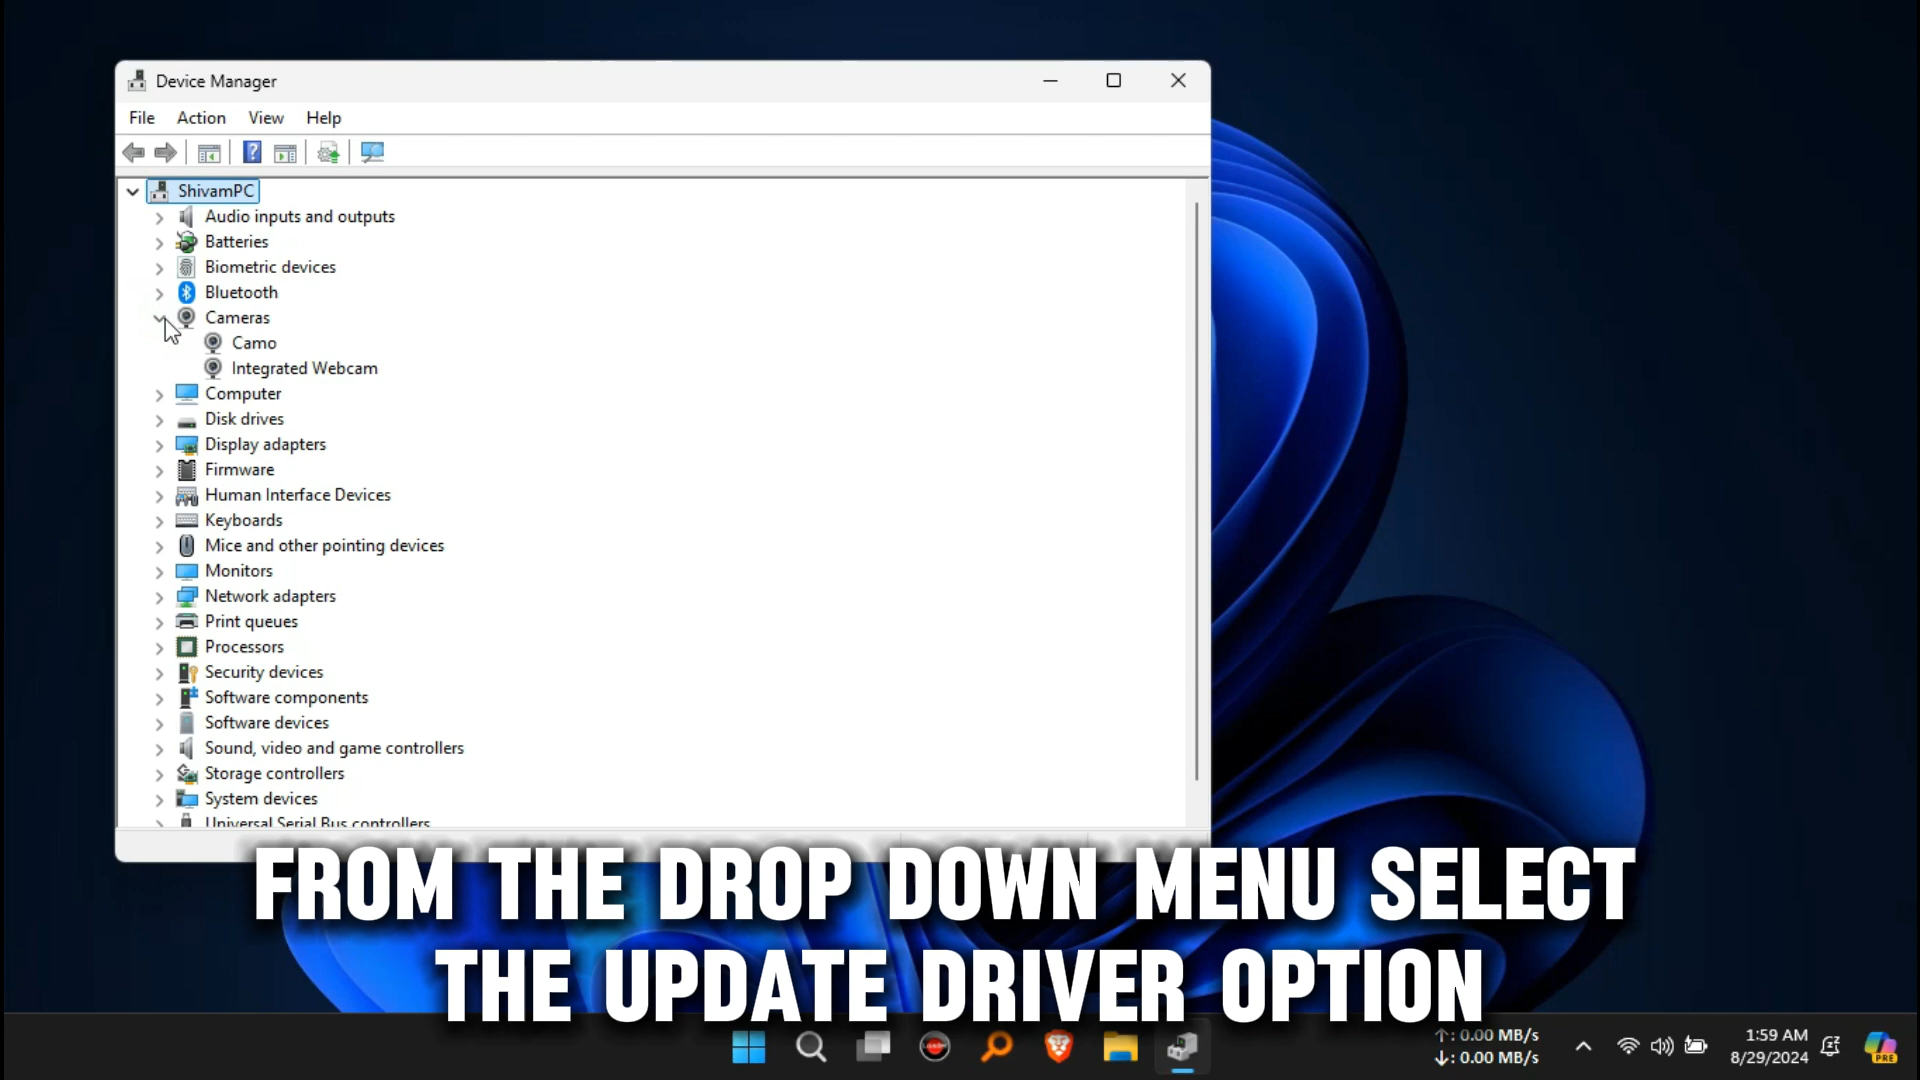 Device Manager
File Action View Help
ShivamPC
Audio inputs and outputs
Batteries
Biometric devices
Bluetooth
Cameras
Camo
Integrated Webcam
Computer
Disk drives
Display adapters
Firmware
Human Interface Devices
Keyboards
Mice and other pointing devices
Monitors
Network adapters
Print queues
Processors
Security devices
Software components
Software devices
Sound, video and game controllers
Storage controllers
System devices
Universal Serial Bus controllers
FROM THE DROP DOWN MENU SELECT
THE UPDATE DRIVER OPTION
↑: 0.00 MB/s
↓: 0.00 MB/s
1:59 AM
8/29/2024
PRE